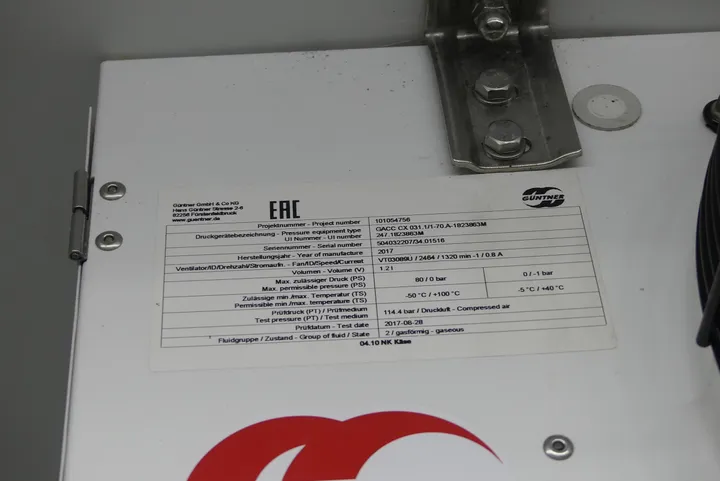 Güntner GmbH & Co KG
Hans Güntner Strasse 2-6
82256 Fürstenfeldbruck
www.guentner.de
EAC
GÜNTNER
Projektnummer - Project number 101054756
Druckgerätebezeichnung - Pressure equipment type GACC CX 031.1/1-70.A-1823863M
UI Nummer - UI number 247.1823863M
Seriennummer - Serial number 504032207/34.01516
Herstellungsjahr - Year of manufacture 2017
Ventilator/ID/Drehzahl/Stromaufn. - Fan/ID/Speed/Current VT03089U / 2464 / 1320 min -1 / 0.8 A
Volumen - Volume (V) 1.21
Max. zulässiger Druck (PS)
Max. permissible pressure (PS) 80 / 0 bar 0 / -1 bar
Zulässige min./max. Temperatur (TS)
Permissible min./max. temperature (TS) -50 °C / +100 °C -5 °C / +40 °C
Prüfdruck (PT) / Prüfmedium
Test pressure (PT) / Test medium 114.4 bar / Druckluft - Compressed air
Prüfdatum - Test date 2017-08-28
Fluidgruppe / Zustand - Group of fluid / State 2 / gasförmig - gaseous
04.10 NK Käse